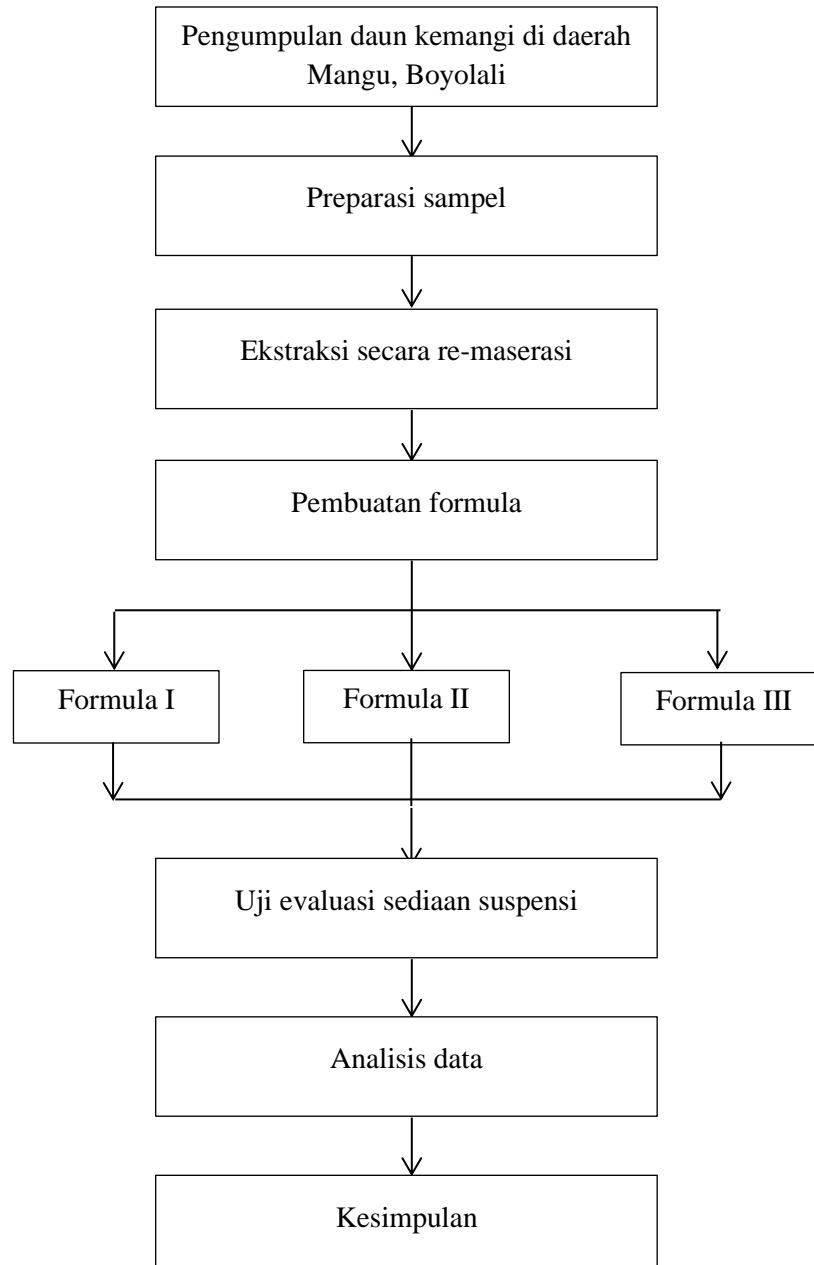 Pengumpulan daun kemangi di daerah
Mangu, Boyolali
Preparasi sampel
Ekstraksi secara re-maserasi
Pembuatan formula
Formula I
Formula II
Formula III
Uji evaluasi sediaan suspensi
Analisis data
Kesimpulan